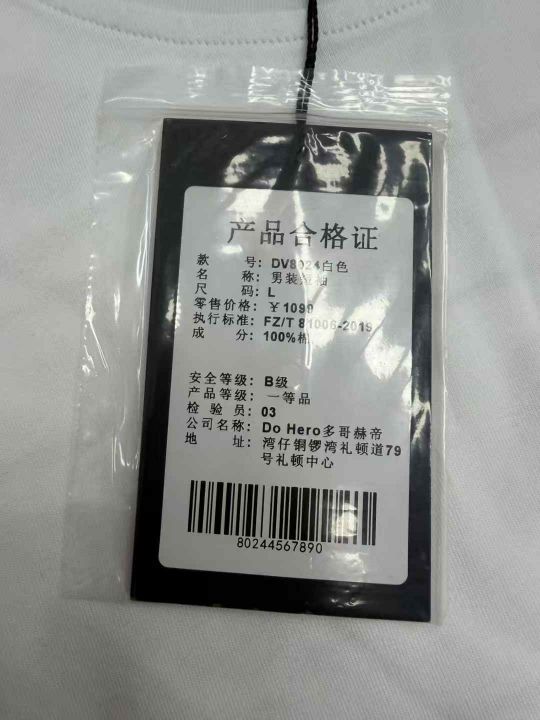 产品合格证
款 号: DV8024白色
名 称: 男装短袖
尺 码: L
零售价格: ￥1090
执行标准: FZ/T 81006-2019
成 分: 100%棉
安全等级: B级
产品等级: 一等品
检 验 员: 03
公司名称: Do Hero多哥赫帝
地 址: 湾仔铜锣湾礼顿道79
号礼顿中心
80244567890